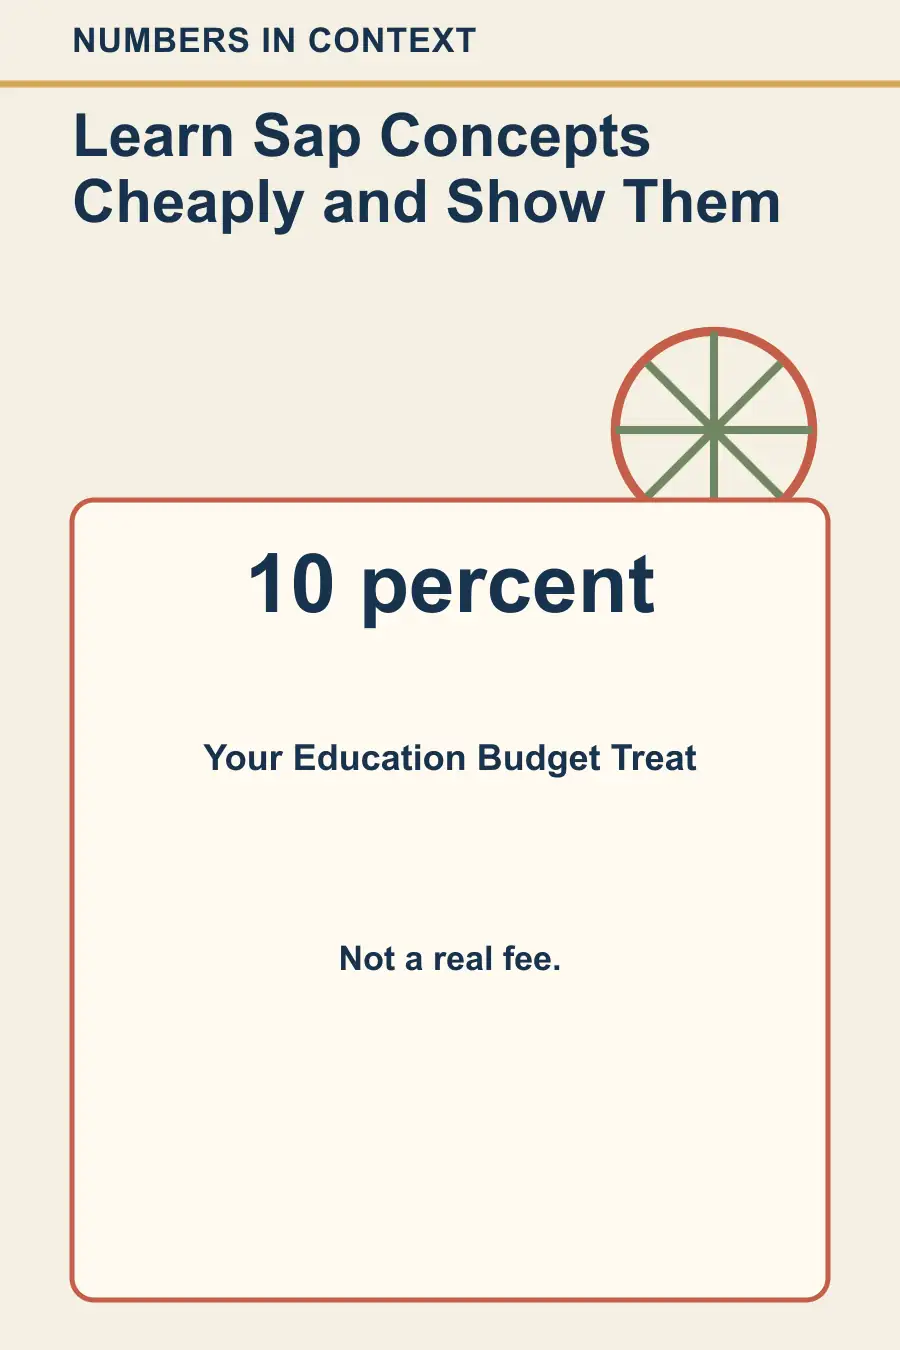 NUMBERS IN CONTEXT
Learn Sap Concepts
Cheaply and Show Them
10 percent
Your Education Budget Treat
Not a real fee.